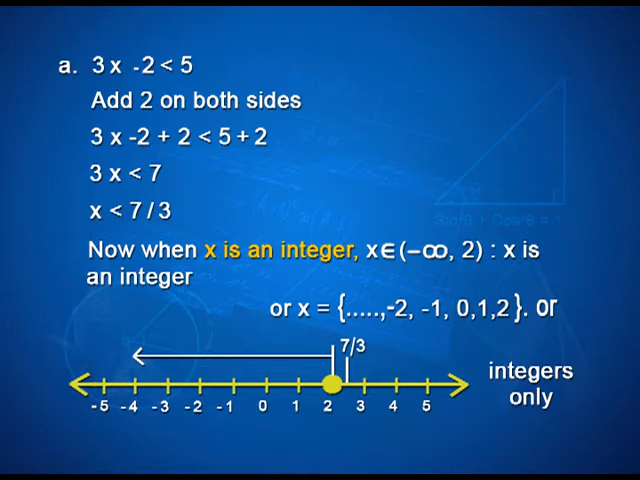 a. 3 x - 2 < 5
Add 2 on both sides
3 x -2 + 2 < 5 + 2
3 x < 7
x < 7 / 3
Now when x is an integer, x∈(−∞, 2) : x is
an integer
or x = {.....,-2, -1, 0,1,2 }. or
7/3
-5 -4 -3 -2 -1 0 1 2 3 4 5
integers
only